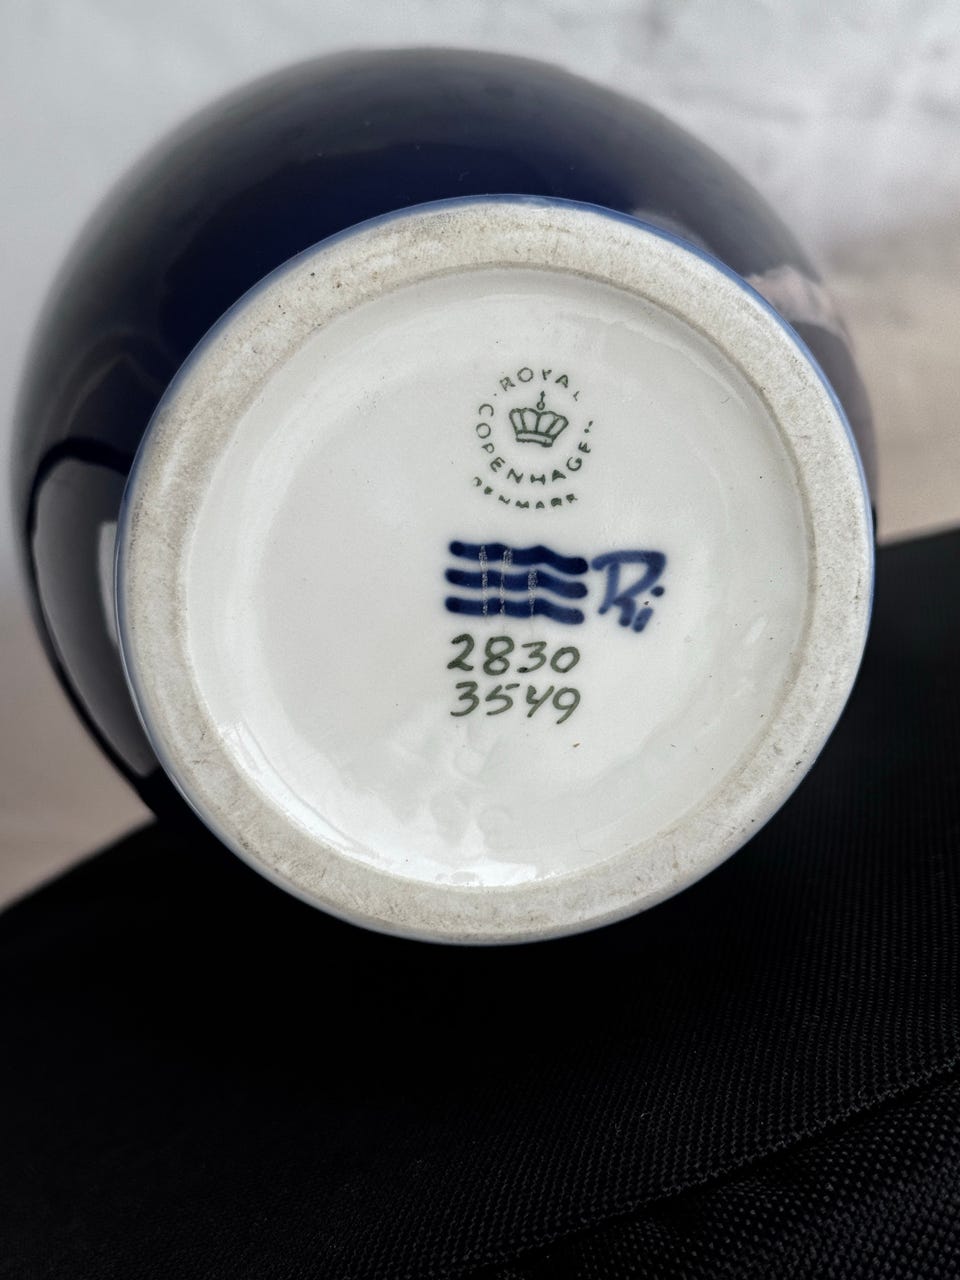 ROYAL
COPENHAGEN
DENMARK
Ri
2830
3549